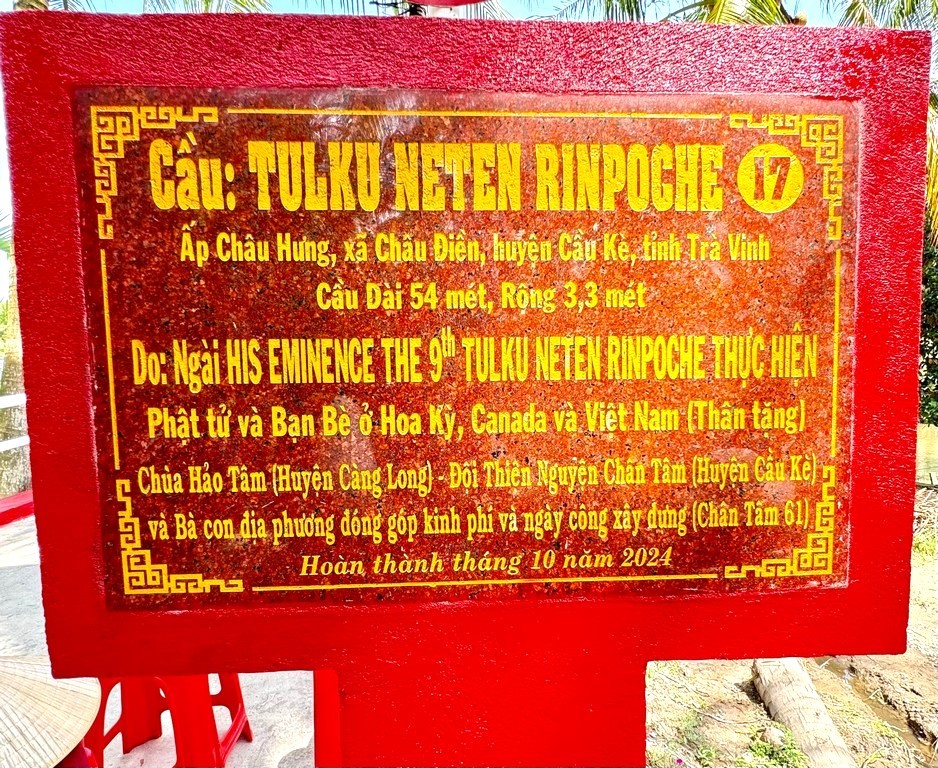 Cầu: TULKU NETEN RINPOCHE 17
Ấp Châu Hưng, xã Châu Điền, huyện Cầu Kè, tỉnh Trà Vinh
Cầu Dài 54 mét, Rộng 3,3 mét
Do: Ngài HIS EMINENCE THE 9th TULKU NETEN RINPOCHE THỰC HIỆN
Phật tử và Bạn Bè ở Hoa Kỳ, Canada và Việt Nam (Thân tặng)
Chùa Hảo Tâm (Huyện Càng Long) - Đội Thiên Nguyện Chân Tâm (Huyện Cầu Kè)
và Bà con địa phương đóng góp kinh phí và ngày công xây dựng (Chân Tâm 61)
Hoàn thành tháng 10 năm 2024